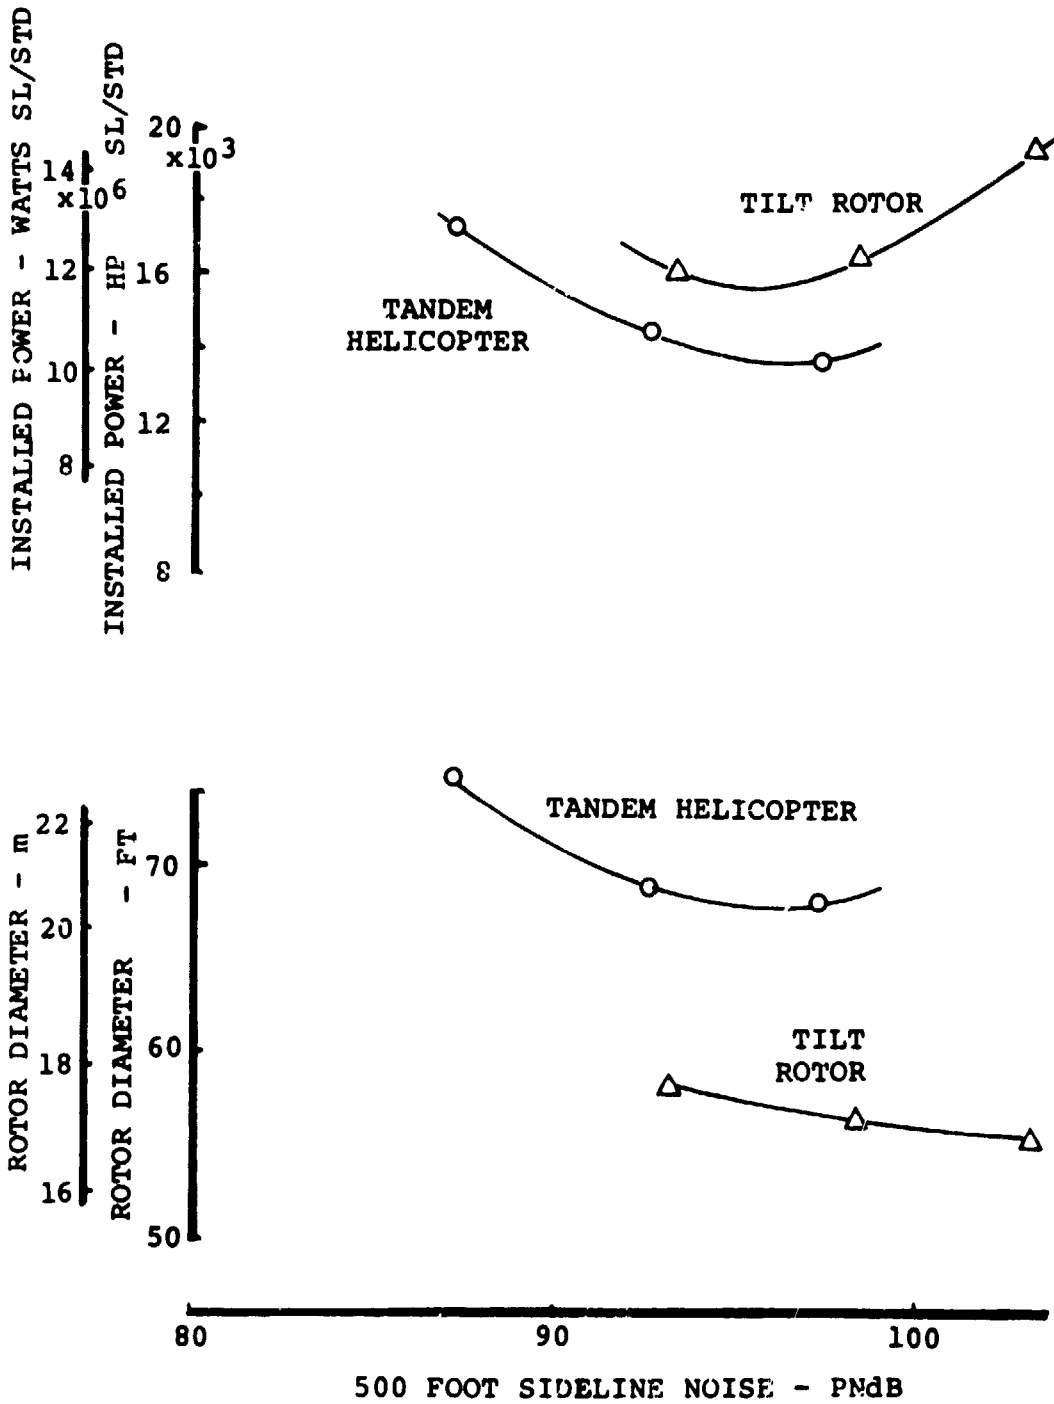 INSTALLED POWER - WATTS SL/STD
INSTALLED POWER - HP SL/STD
20
x10³
14
x10⁶
12
16
10
12
8
8
TILT ROTOR
TANDEM
HELICOPTER
ROTOR DIAMETER - m
ROTOR DIAMETER - FT
22
70
20
60
18
16
50
TANDEM HELICOPTER
TILT
ROTOR
80
90
100
500 FOOT SIDELINE NOISE - PNdB